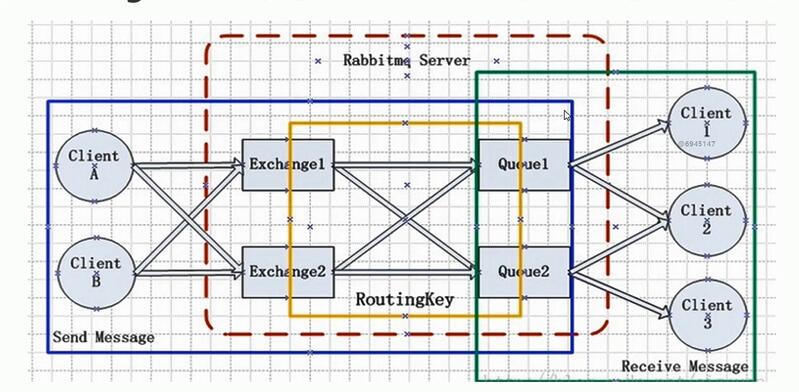 Rabbitmq Server
Client
A
Client
B
Exchange1
Exchange2
RoutingKey
Queue1
Queue2
Client
1
@6945147
Client
2
Client
3
Send Message
Receive Message